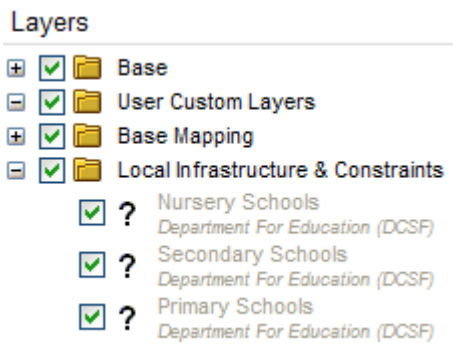 Layers
Base
User Custom Layers
Base Mapping
Local Infrastructure & Constraints
? Nursery Schools
Department For Education (DCSF)
? Secondary Schools
Department For Education (DCSF)
? Primary Schools
Department For Education (DCSF)